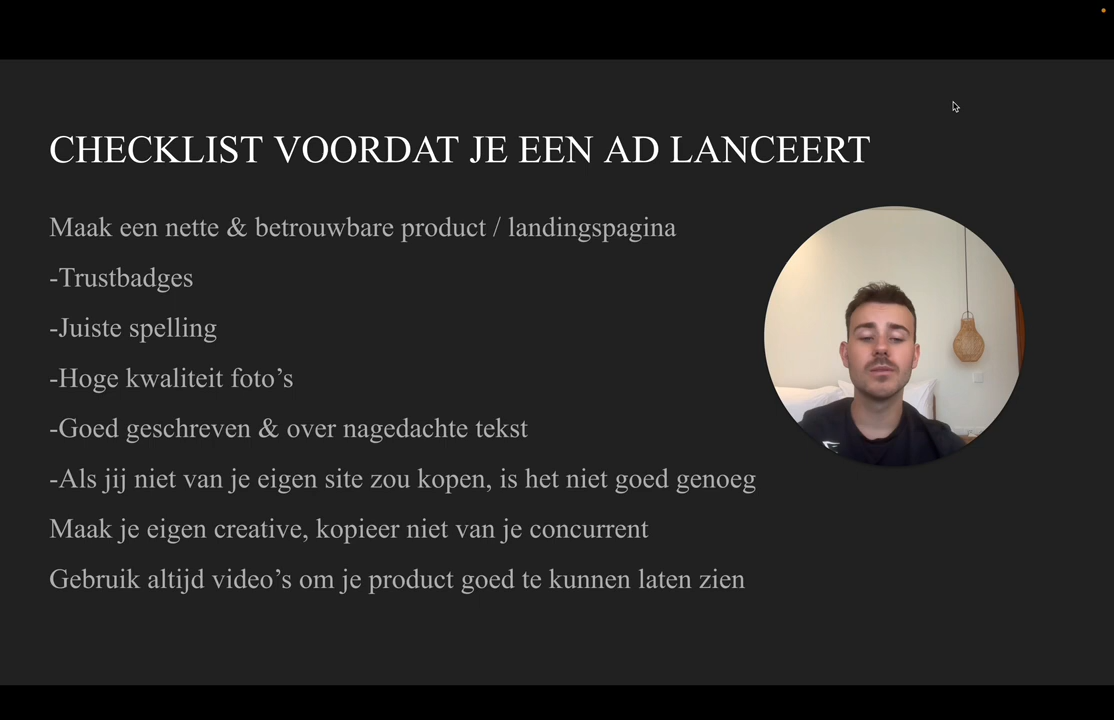 CHECKLIST VOORDAT JE EEN AD LANCEERT
Maak een nette & betrouwbare product / landingspagina
-Trustbadges
-Juiste spelling
-Hoge kwaliteit foto’s
-Goed geschreven & over nagedachte tekst
-Als jij niet van je eigen site zou kopen, is het niet goed genoeg
Maak je eigen creative, kopieer niet van je concurrent
Gebruik altijd video’s om je product goed te kunnen laten zien